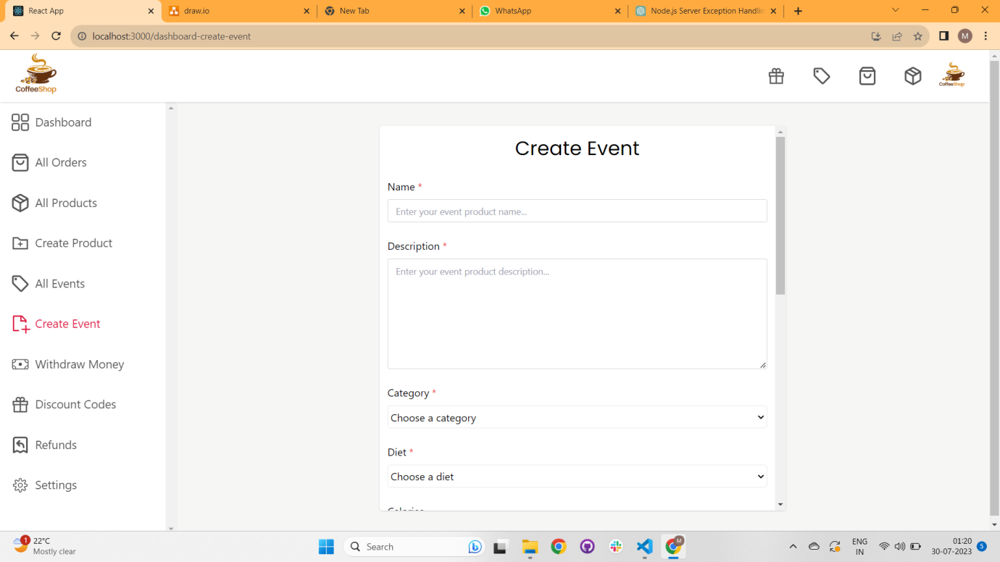 React App
draw.io
New Tab
WhatsApp
Node.js Server Exception Handlin
localhost:3000/dashboard-create-event
M
CoffeeShop
CoffeeShop
Dashboard
All Orders
All Products
Create Product
All Events
Create Event
Withdraw Money
Discount Codes
Refunds
Settings
Create Event
Name *
Enter your event product name...
Description *
Enter your event product description...
Category *
Choose a category
Diet *
Choose a diet
Calories
1
22°C
Mostly clear
Search
M
ENG
IN
01:20
30-07-2023
5